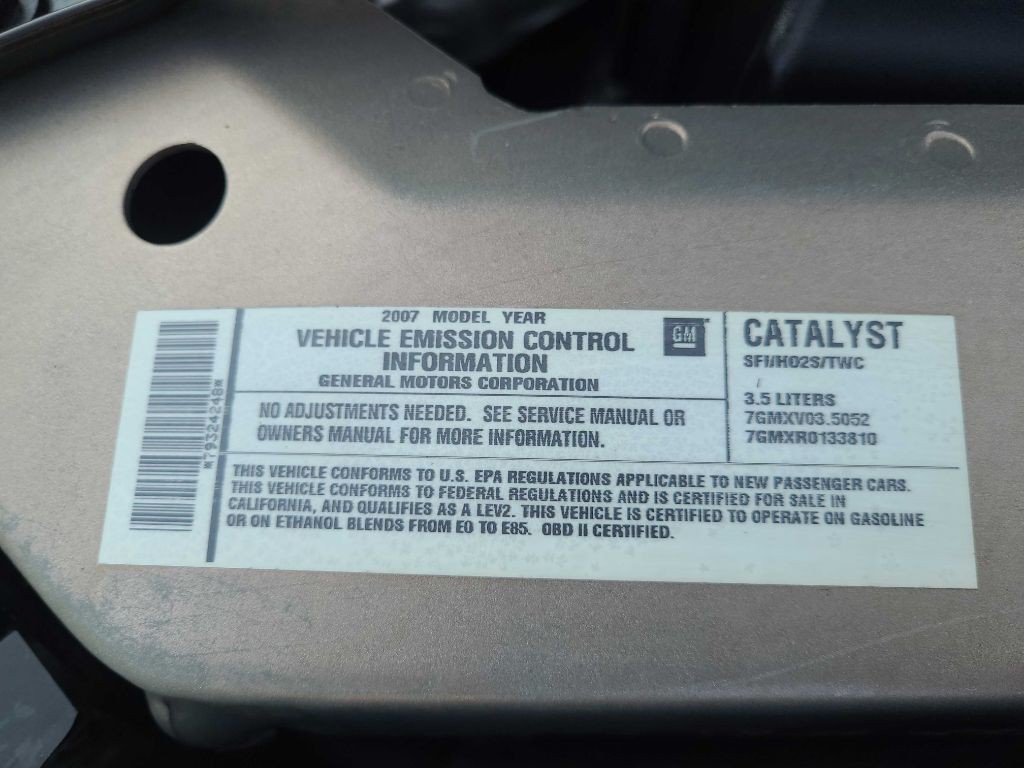 *79324248*
2007 MODEL YEAR
VEHICLE EMISSION CONTROL
INFORMATION
GENERAL MOTORS CORPORATION
GM
NO ADJUSTMENTS NEEDED. SEE SERVICE MANUAL OR
OWNERS MANUAL FOR MORE INFORMATION.
CATALYST
SFI/HO2S/TWC
/
3.5 LITERS
7GMXV03.5052
7GMXR0133810
THIS VEHICLE CONFORMS TO U.S. EPA REGULATIONS APPLICABLE TO NEW PASSENGER CARS.
THIS VEHICLE CONFORMS TO FEDERAL REGULATIONS AND IS CERTIFIED FOR SALE IN
CALIFORNIA, AND QUALIFIES AS A LEV2. THIS VEHICLE IS CERTIFIED TO OPERATE ON GASOLINE
OR ON ETHANOL BLENDS FROM E0 TO E85. OBD II CERTIFIED.